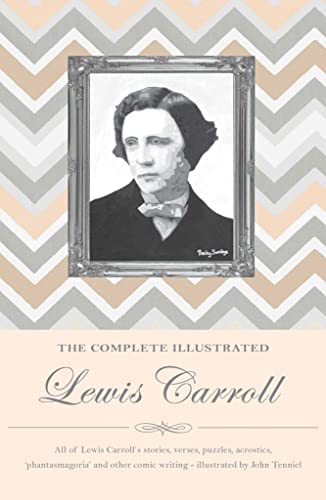 THE COMPLETE ILLUSTRATED
Lewis Carroll
All of Lewis Carroll's stories, verses, puzzles, acrostics,
'phantasmagoria' and other comic writing - illustrated by John Tenniel